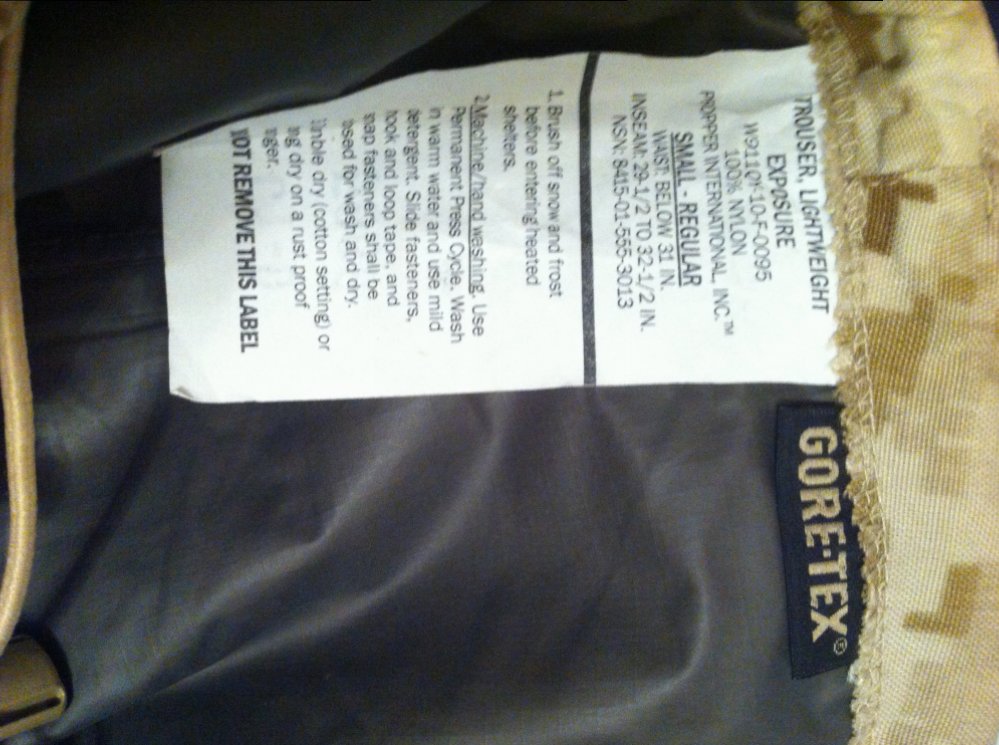 TROUSER, LIGHTWEIGHT
EXPOSURE
100% NYLON
PROPPER INTERNATIONAL, INC.™
SMALL - REGULAR
WAIST: BELOW 31 IN.
INSEAM: 29-1/2 TO 32-1/2 IN.
NSN: 8415-01-555-3013
1. Brush off snow and frost
before entering heated
shelters.
2. Machine/hand washing. Use
Permanent Press Cycle. Wash
in warm water and use mild
detergent. Slide fasteners,
hook and loop tape, and
snap fasteners shall be
closed for wash and dry.
dry (cotton setting) or
dry on a rust proof
NOT REMOVE THIS LABEL
GORE-TEX®